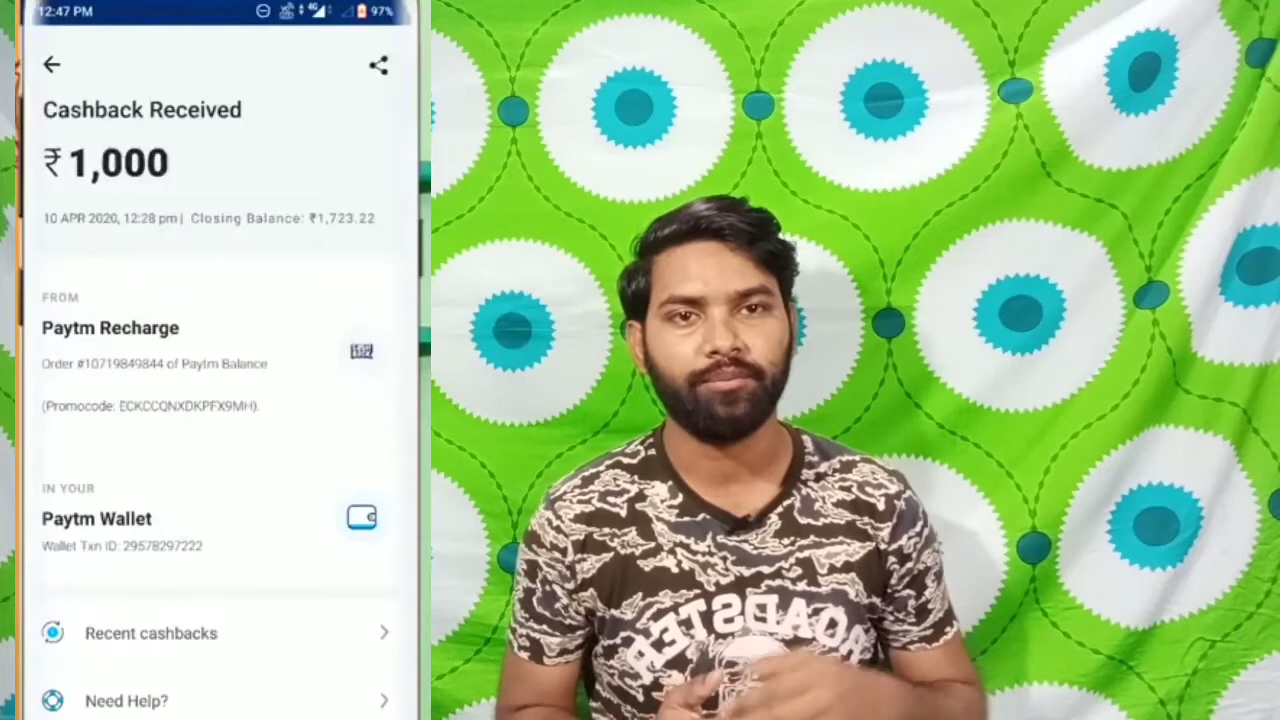 12:47 PM 4G 97%
Cashback Received
₹1,000
10 APR 2020, 12:28 pm | Closing Balance: ₹1,723.22
FROM
Paytm Recharge
Order #10719849844 of Paytm Balance
(Promocode: ECKCCQNXDKPFX9MH).
IN YOUR
Paytm Wallet
Wallet Txn ID: 29578297222
Recent cashbacks
Need Help?
ROADSTER